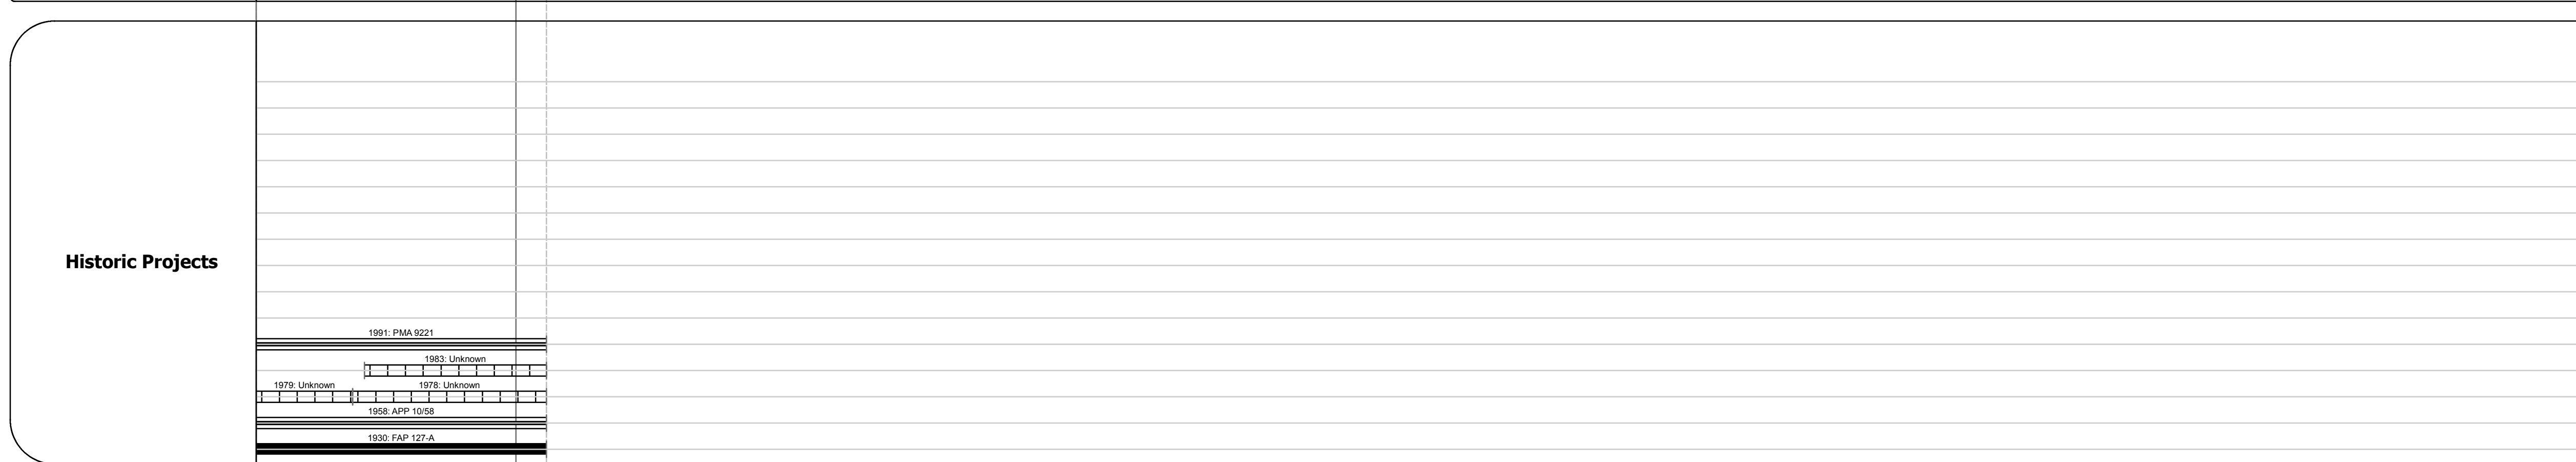 Historic Projects
1991: PMA 9221
1983: Unknown
1979: Unknown
1978: Unknown
1958: APP 10/58
1930: FAP 127-A